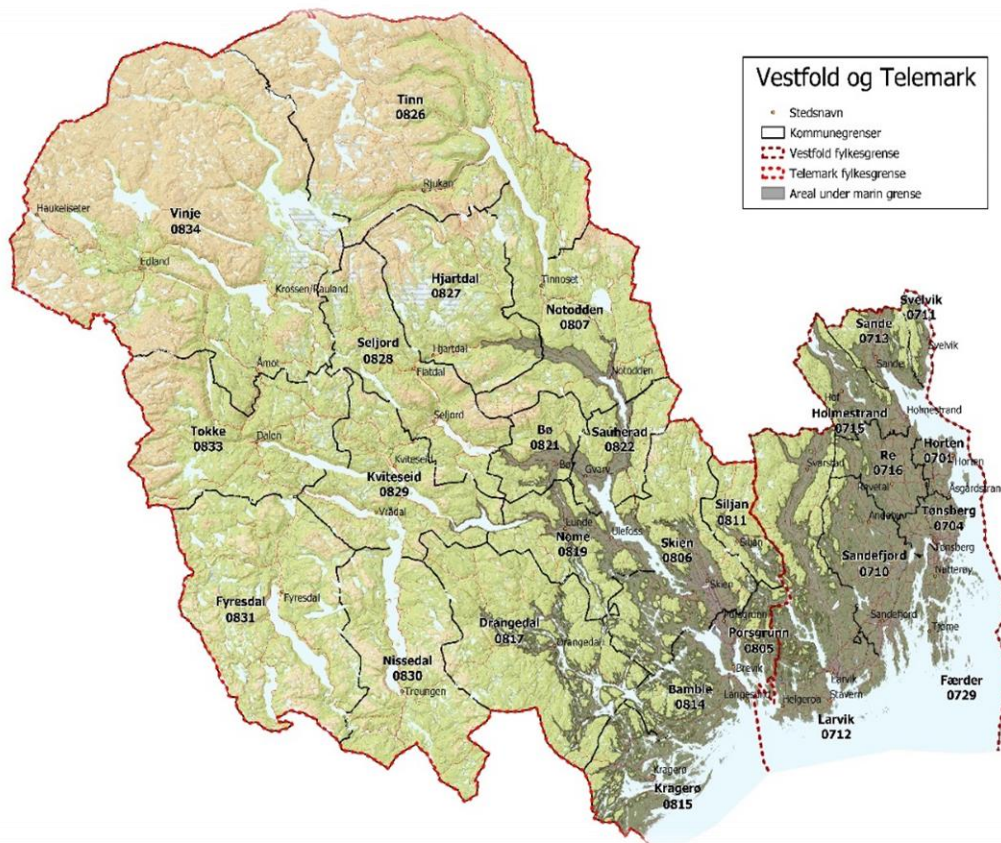 Vestfold og Telemark
Stedsnavn
Kommunegrenser
Vestfold fylkesgrense
Telemark fylkesgrense
Areal under marin grense
Tinn
0826
Rjukan
Haukeliseter
Vinje
0834
Edland
Krossen/Rauland
Hjartdal
0827
Tinnoset
Notodden
0807
Svelvik
0711
Sande
0713
Svelvik
Sande
Seljord
0828
Hjartdal
Flatdal
Åmot
Notodden
Hof
Holmestrand
Holmestrand
0715
Seljord
Tokke
0833
Dalen
Bø
0821
Sauherad
0822
Bø
Gvarv
Kviteseid
Kviteseid
0829
Re
0716
Horten
0701
Horten
Svarstad
Revetal
Åsgårdstrand
Vrådal
Siljan
0811
Tønsberg
0704
Andebu
Lunde
Ulefoss
Nome
0819
Skien
0806
Siljan
Sandefjord
0710
Tønsberg
Nøtterøy
Skien
Fyresdal
0831
Fyresdal
Drangedal
0817
Drangedal
Porsgrunn
Porsgrunn
0805
Sandefjord
Tjøme
Nissedal
0830
Treungen
Brevik
Bamble
0814
Langesund
Helgeroa
Larvik
Stavern
Færder
0729
Larvik
0712
Kragerø
Kragerø
0815